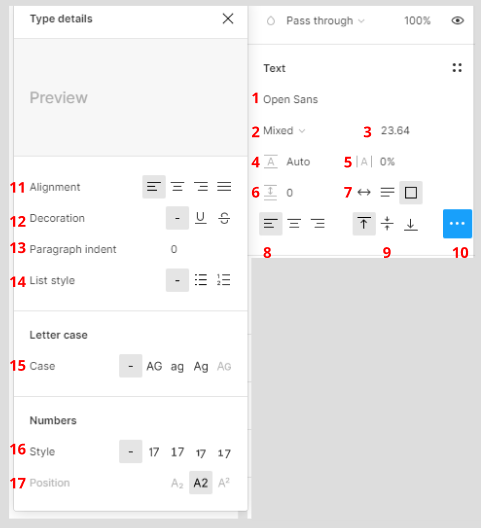 Type details
Preview
11 Alignment
12 Decoration - U S
13 Paragraph indent 0
14 List style -
Letter case
15 Case - AG ag Ag AG
Numbers
16 Style - 17 17 17 17
17 Position A₂ A2 A²
Pass through 100%
Text
1 Open Sans
2 Mixed 3 23.64
4 A Auto 5 |A| 0%
6 0 7
8 9 10